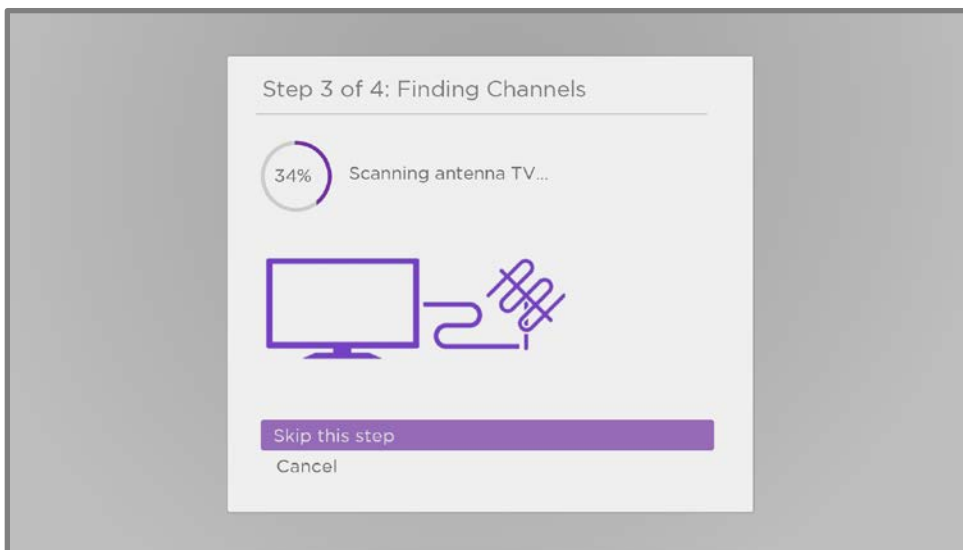 Step 3 of 4: Finding Channels
34%
Scanning antenna TV...
Skip this step
Cancel